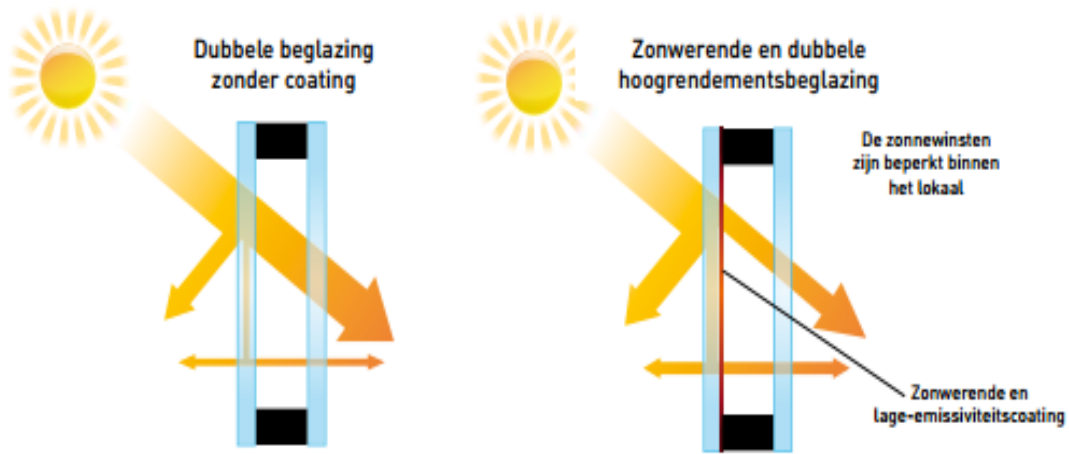 Dubbele beglazing
zonder coating
Zonwerende en dubbele
hoogrendementsbeglazing
De zonnewinsten
zijn beperkt binnen
het lokaal
Zonwerende en
lage-emissiviteitscoating